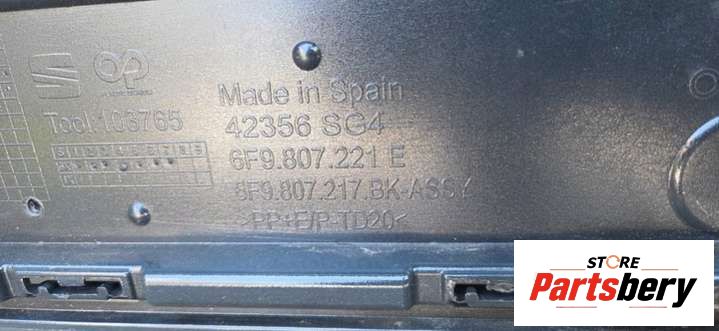 Made in Spain
Tool:103765
42356 SG4
6F9.807.221 E
6F9.807.217.BK-ASSY
>PP+E/P-TD20<
STORE
Partsbery